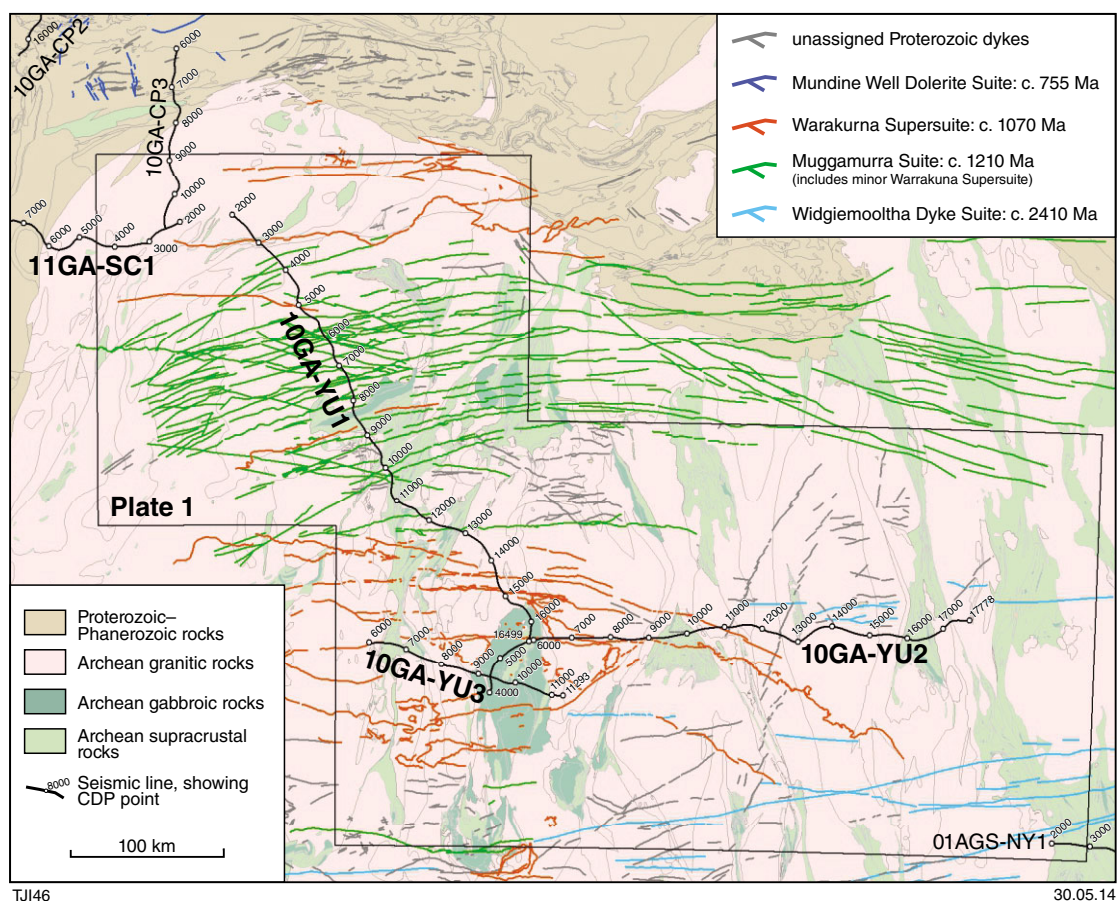 16000
10GA-CP2
6000
7000
10GA-CP3
8000
9000
10000
2000
7000
6000
5000
4000
3000
11GA-SC1
2000
3000
4000
5000
6000
10GA-YU1
7000
8000
9000
10000
11000
12000
13000
14000
15000
16000
16499
Plate 1
6000
7000
8000
9000
10000
11000
11293
10GA-YU3
4000
5000
6000
7000
8000
9000
10000
11000
12000
13000
14000
15000
16000
17000
17778
10GA-YU2
01AGS-NY1
2000
3000
unassigned Proterozoic dykes
Mundine Well Dolerite Suite: c. 755 Ma
Warakurna Supersuite: c. 1070 Ma
Muggamurra Suite: c. 1210 Ma
(includes minor Warrakuna Supersuite)
Widgiemooltha Dyke Suite: c. 2410 Ma
Proterozoic–
Phanerozoic rocks
Archean granitic rocks
Archean gabbroic rocks
Archean supracrustal
rocks
8000
Seismic line, showing
CDP point
100 km
TJI46
30.05.14